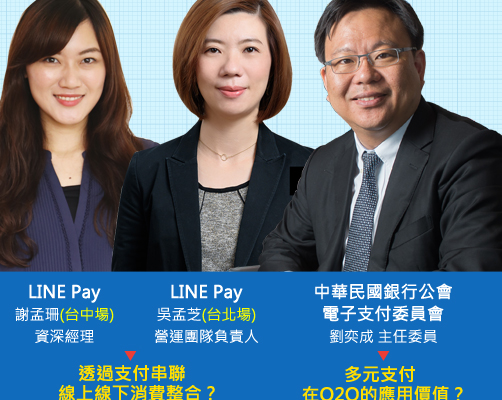 LINE Pay
謝孟珊(台中場)
資深經理
LINE Pay
吳孟芝(台北場)
營運團隊負責人
中華民國銀行公會
電子支付委員會
劉奕成 主任委員
透過支付串聯
線上線下消費整合？
多元支付
在O2O的應用價值？